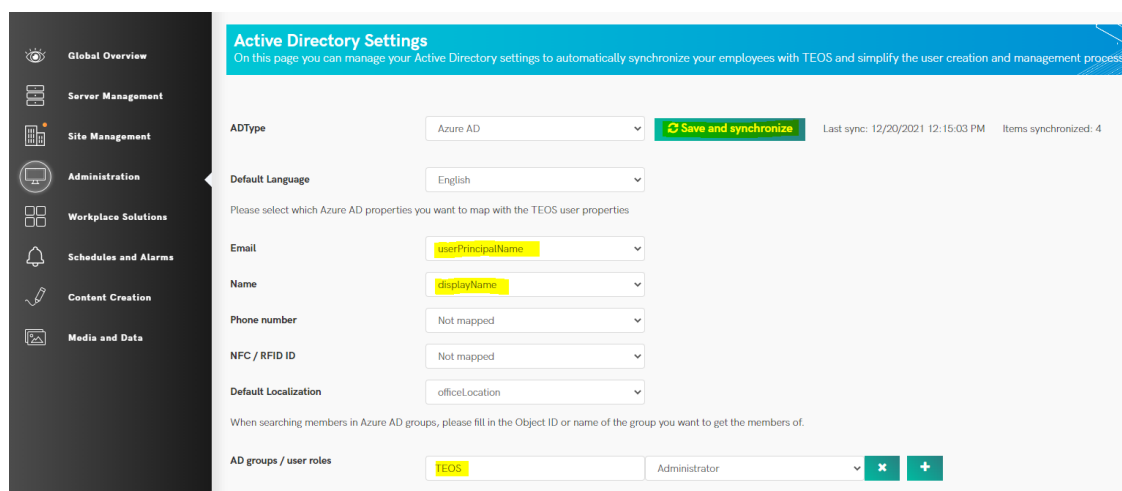 Active Directory Settings
On this page you can manage your Active Directory settings to automatically synchronize your employees with TEOS and simplify the user creation and management process
Global Overview
Server Management
Site Management
Administration
Workplace Solutions
Schedules and Alarms
Content Creation
Media and Data
ADType Azure AD Save and synchronize Last sync: 12/20/2021 12:15:03 PM Items synchronized: 4
Default Language English
Please select which Azure AD properties you want to map with the TEOS user properties
Email userPrincipalName
Name displayName
Phone number Not mapped
NFC / RFID ID Not mapped
Default Localization officeLocation
When searching members in Azure AD groups, please fill in the Object ID or name of the group you want to get the members of.
AD groups / user roles TEOS Administrator